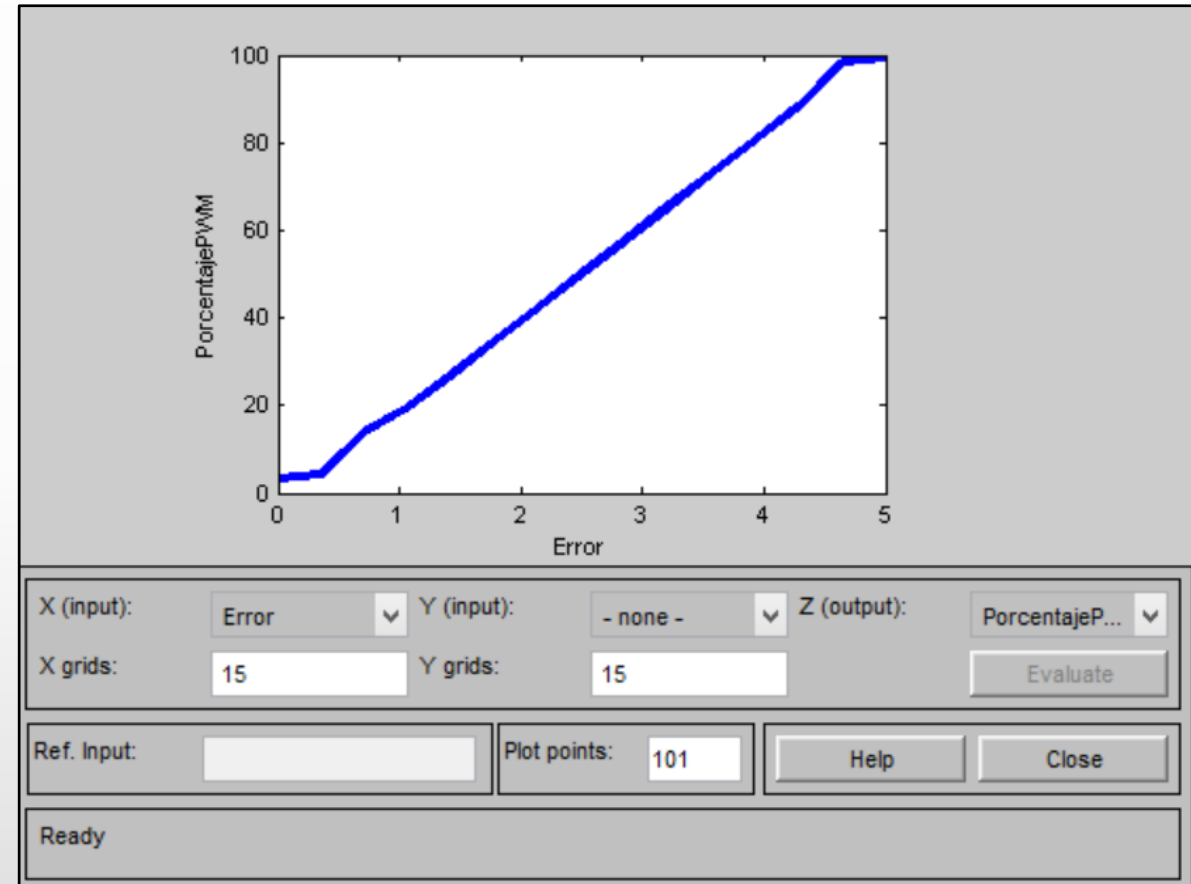 100
80
60
40
20
0
PorcentajePWM
0 1 2 3 4 5
Error
X (input): Error Y (input): - none - Z (output): PorcentajeP...
X grids: 15 Y grids: 15 Evaluate
Ref. Input: Plot points: 101 Help Close
Ready